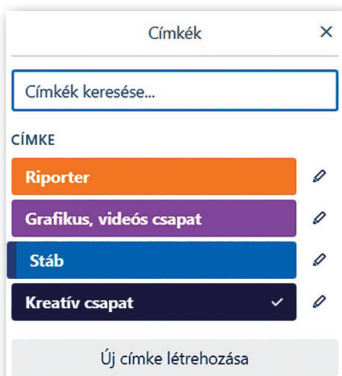 Címkék
Címkék keresése...
CÍMKE
Riporter
Grafikus, videós csapat
Stáb
Kreatív csapat
Új címke létrehozása